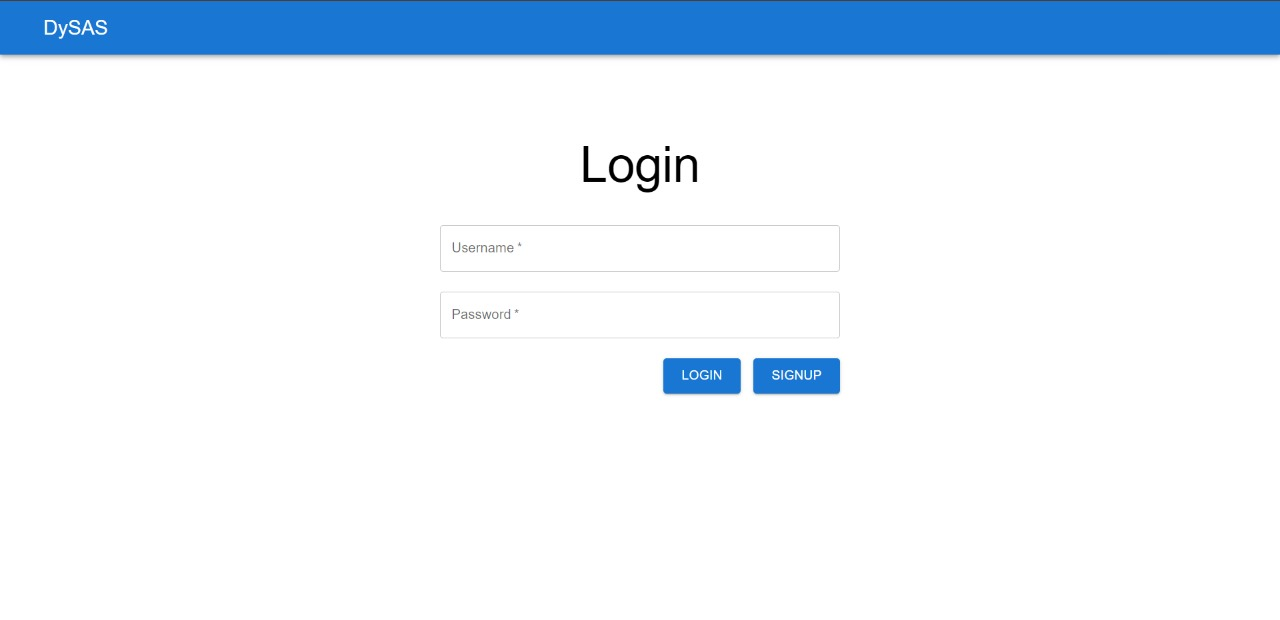 DySAS
Login
Username *
Password *
LOGIN SIGNUP